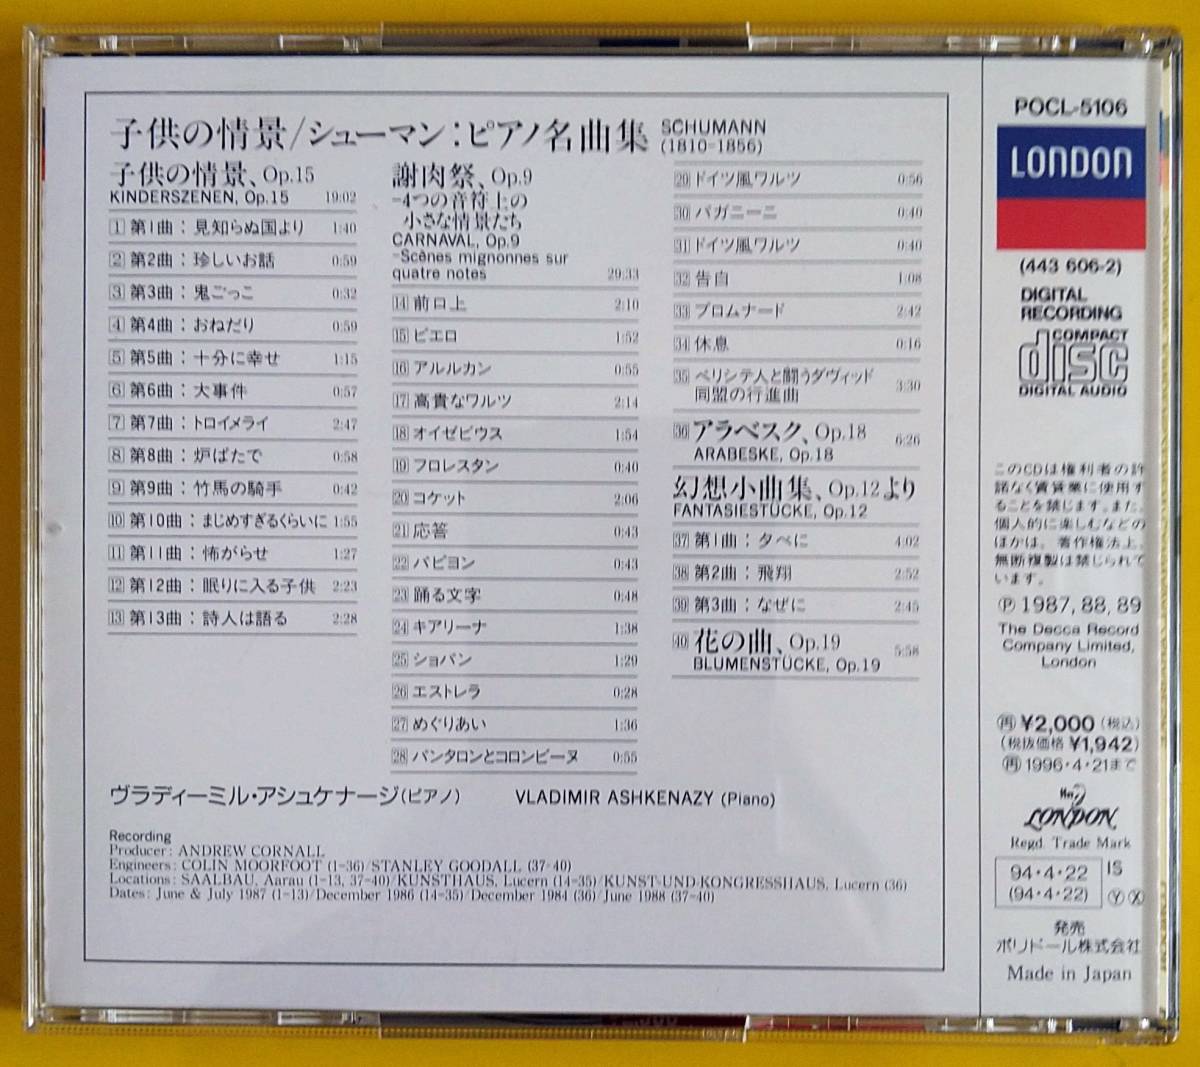 子供の情景/シューマン:ピアノ名曲集 SCHUMANN (1810-1856)
子供の情景、Op.15
KINDERSZENEN, Op.15 19:02
1 第1曲:見知らぬ国より 1:40
2 第2曲:珍しいお話 0:59
3 第3曲:鬼ごっこ 0:32
4 第4曲:おねだり 0:59
5 第5曲:十分に幸せ 1:15
6 第6曲:大事件 0:57
7 第7曲:トロイメライ 2:47
8 第8曲:炉ばたで 0:58
9 第9曲:竹馬の騎手 0:42
10 第10曲:まじめすぎるくらいに 1:55
11 第11曲:怖がらせ 1:27
12 第12曲:眠りに入る子供 2:23
13 第13曲:詩人は語る 2:28
謝肉祭、Op.9
-4つの音符上の
小さな情景たち
CARNAVAL, Op.9
-Scènes mignonnes sur
quatre notes 29:33
14 前口上 2:10
15 ピエロ 1:52
16 アルルカン 0:55
17 高貴なワルツ 2:14
18 オイゼビウス 1:54
19 フロレスタン 0:40
20 コケット 2:06
21 応答 0:43
22 パピヨン 0:43
23 踊る文字 0:48
24 キアリーナ 1:38
25 ショパン 1:29
26 エストレラ 0:28
27 めぐりあい 1:36
28 パンタロンとコロンビーヌ 0:55
29 ドイツ風ワルツ 0:56
30 パガニーニ 0:40
31 ドイツ風ワルツ 0:40
32 告白 1:08
33 プロムナード 2:42
34 休息 0:16
35 ペリシテ人と闘うダヴィッド
同盟の行進曲 3:30
36 アラベスク、Op.18 6:26
ARABESKE, Op.18
幻想小曲集、Op.12より
FANTASIESTÜCKE, Op.12
37 第1曲:夕べに 4:02
38 第2曲:飛翔 2:52
39 第3曲:なぜに 2:45
40 花の曲、Op.19 5:58
BLUMENSTÜCKE, Op.19
ヴラディーミル・アシュケナージ(ピアノ) VLADIMIR ASHKENAZY (Piano)
Recording
Producer: ANDREW CORNALL
Engineers: COLIN MOORFOOT (1-36)/STANLEY GOODALL (37-40)
Locations: SAALBAU, Aarau (1-13, 37-40)/KUNSTHAUS, Lucern (14-35)/KUNST-UND-KONGRESSHAUS, Lucern (36)
Dates: June & July 1987 (1-13)/December 1986 (14-35)/December 1984 (36)/June 1988 (37-40)
POCL-5106
LONDON
(443 606-2)
DIGITAL
RECORDING
COMPACT
disc
DIGITAL AUDIO
このCDは権利者の許
諾なく賃貸業に使用す
ることを禁じます。また、
個人的に楽しむなどの
ほかは、著作権法上、
無断複製は禁じられて
います。
Ⓟ 1987, 88, 89
The Decca Record
Company Limited,
London
再 ¥2,000 (税込)
(税抜価格 ¥1,942)
再 1996・4・21まで
LONDON
Regd. Trade Mark
94・4・22 IS
(94・4・22) Ⓨ Ⓧ
発売
ポリドール株式会社
Made in Japan